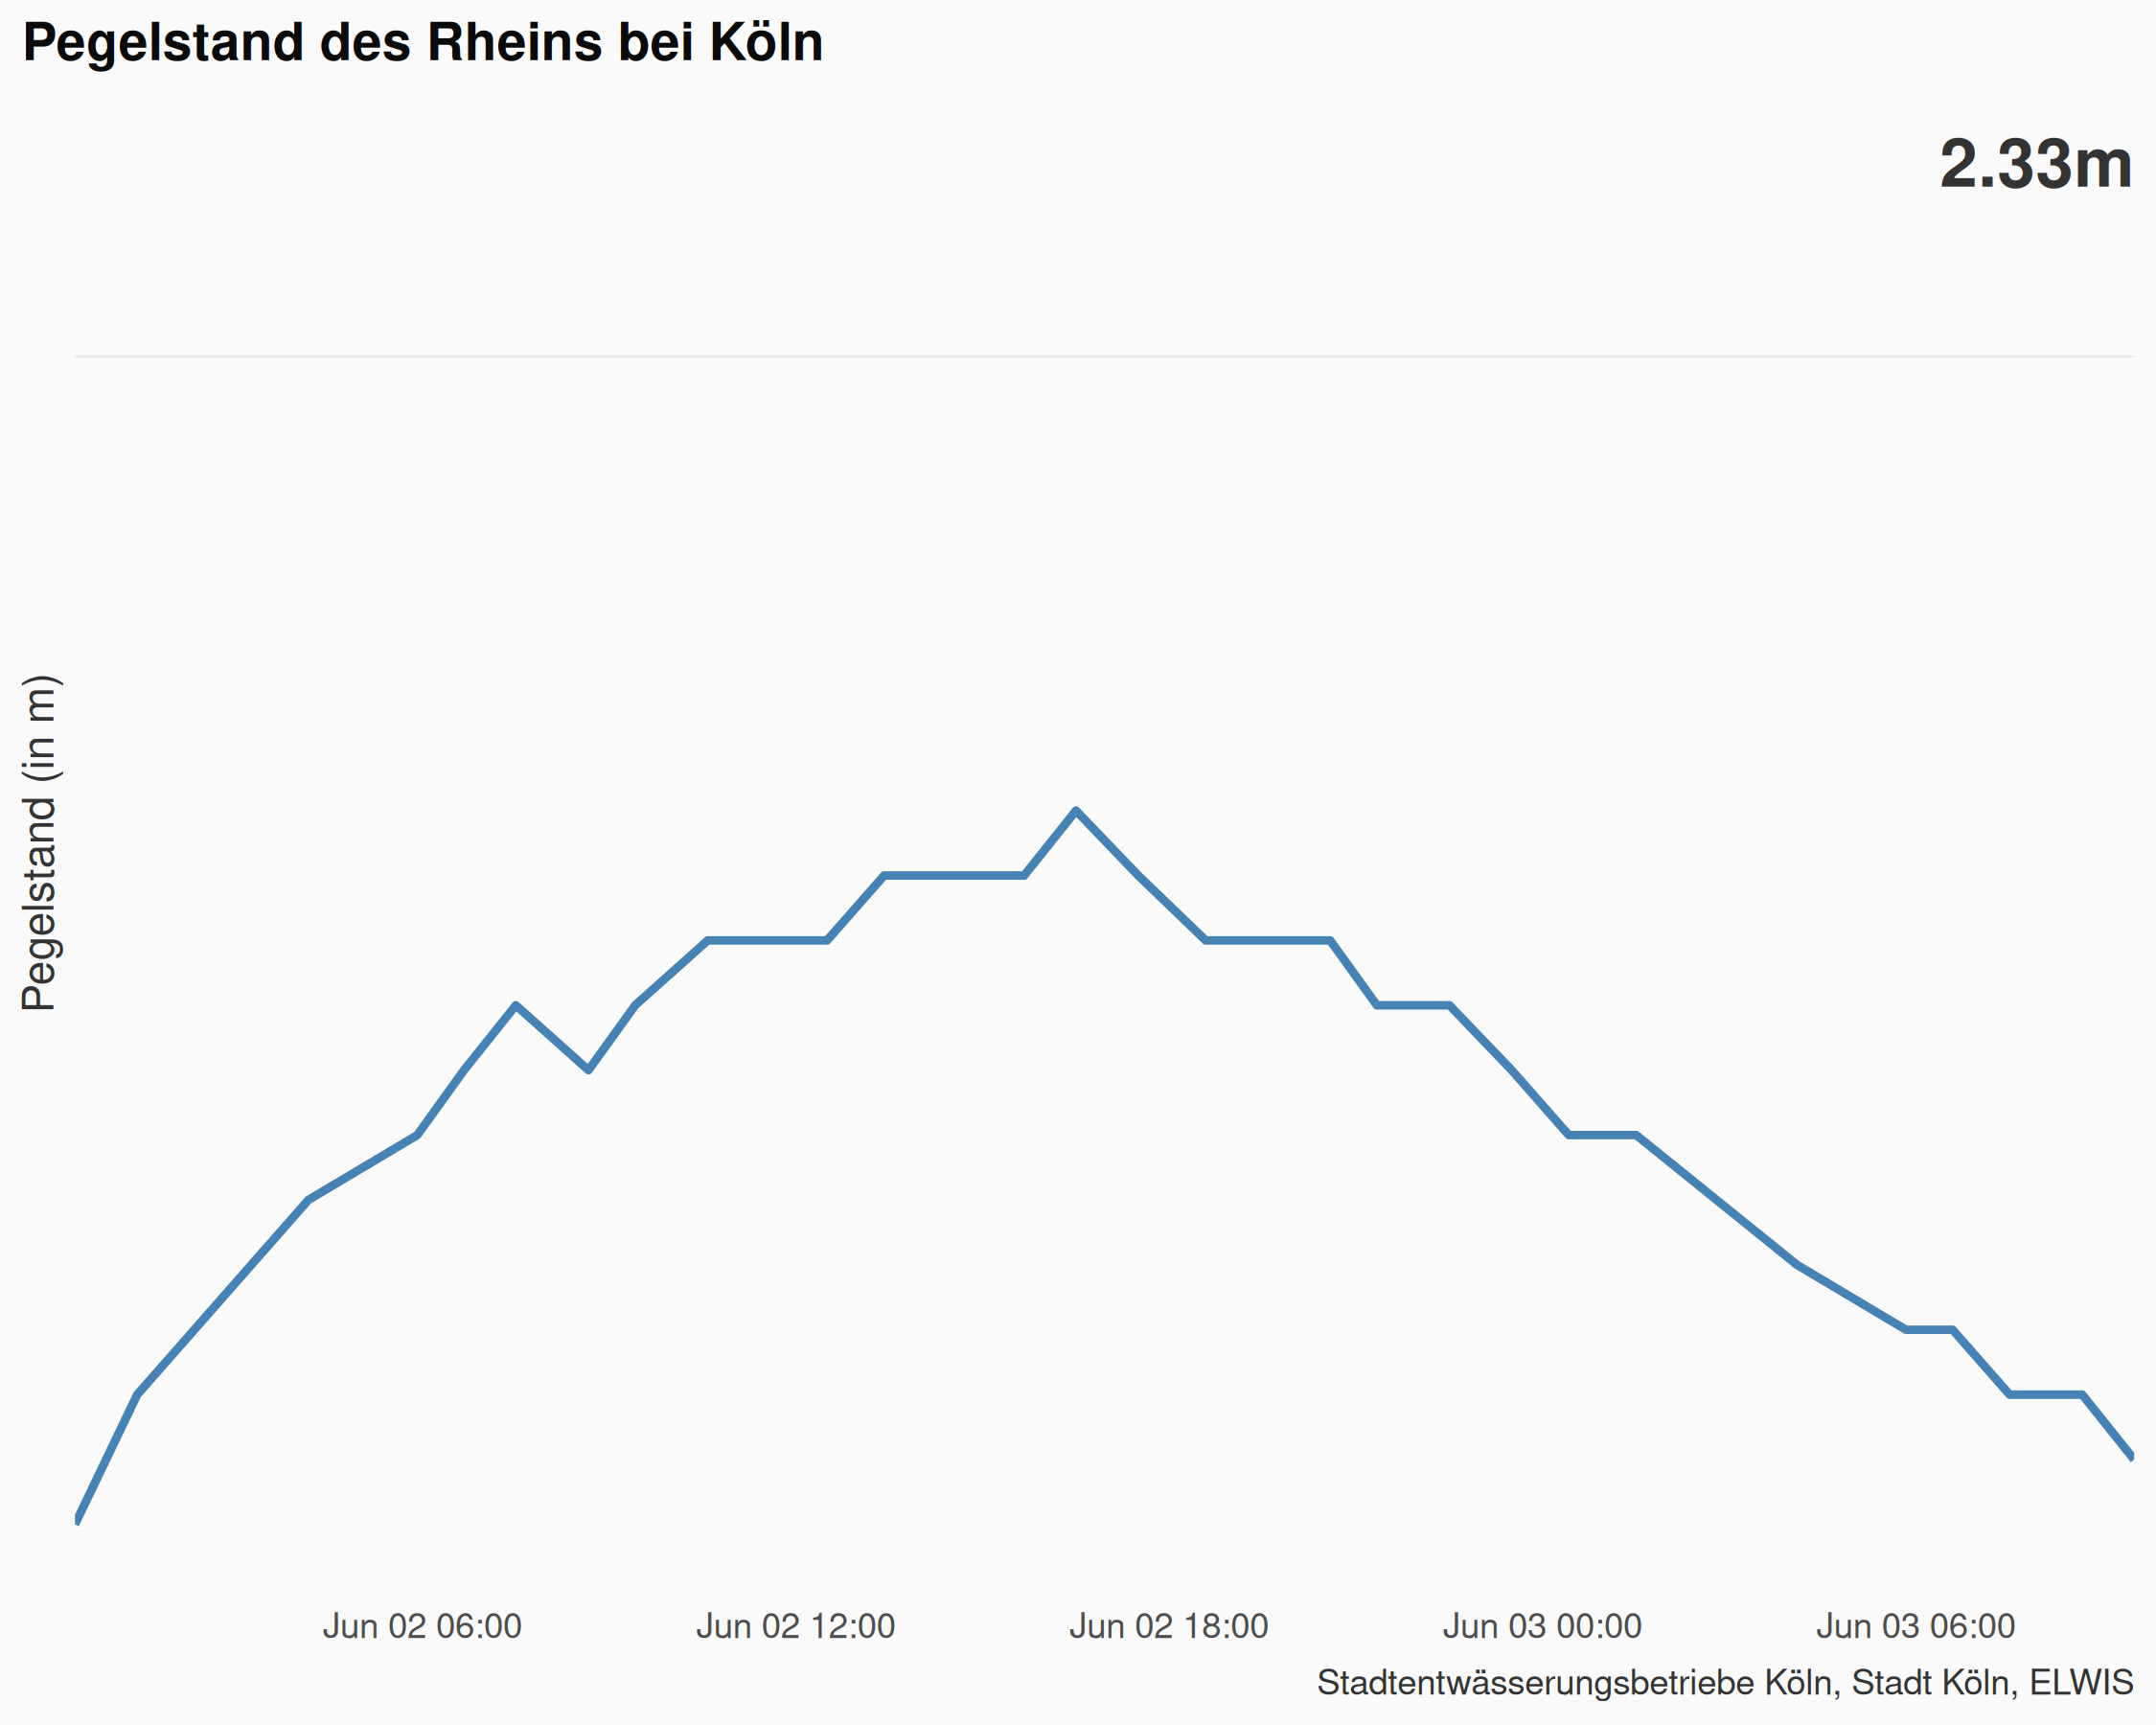 Pegelstand des Rheins bei Köln
2.33m
Pegelstand (in m)
Jun 02 06:00
Jun 02 12:00
Jun 02 18:00
Jun 03 00:00
Jun 03 06:00
Stadtentwässerungsbetriebe Köln, Stadt Köln, ELWIS